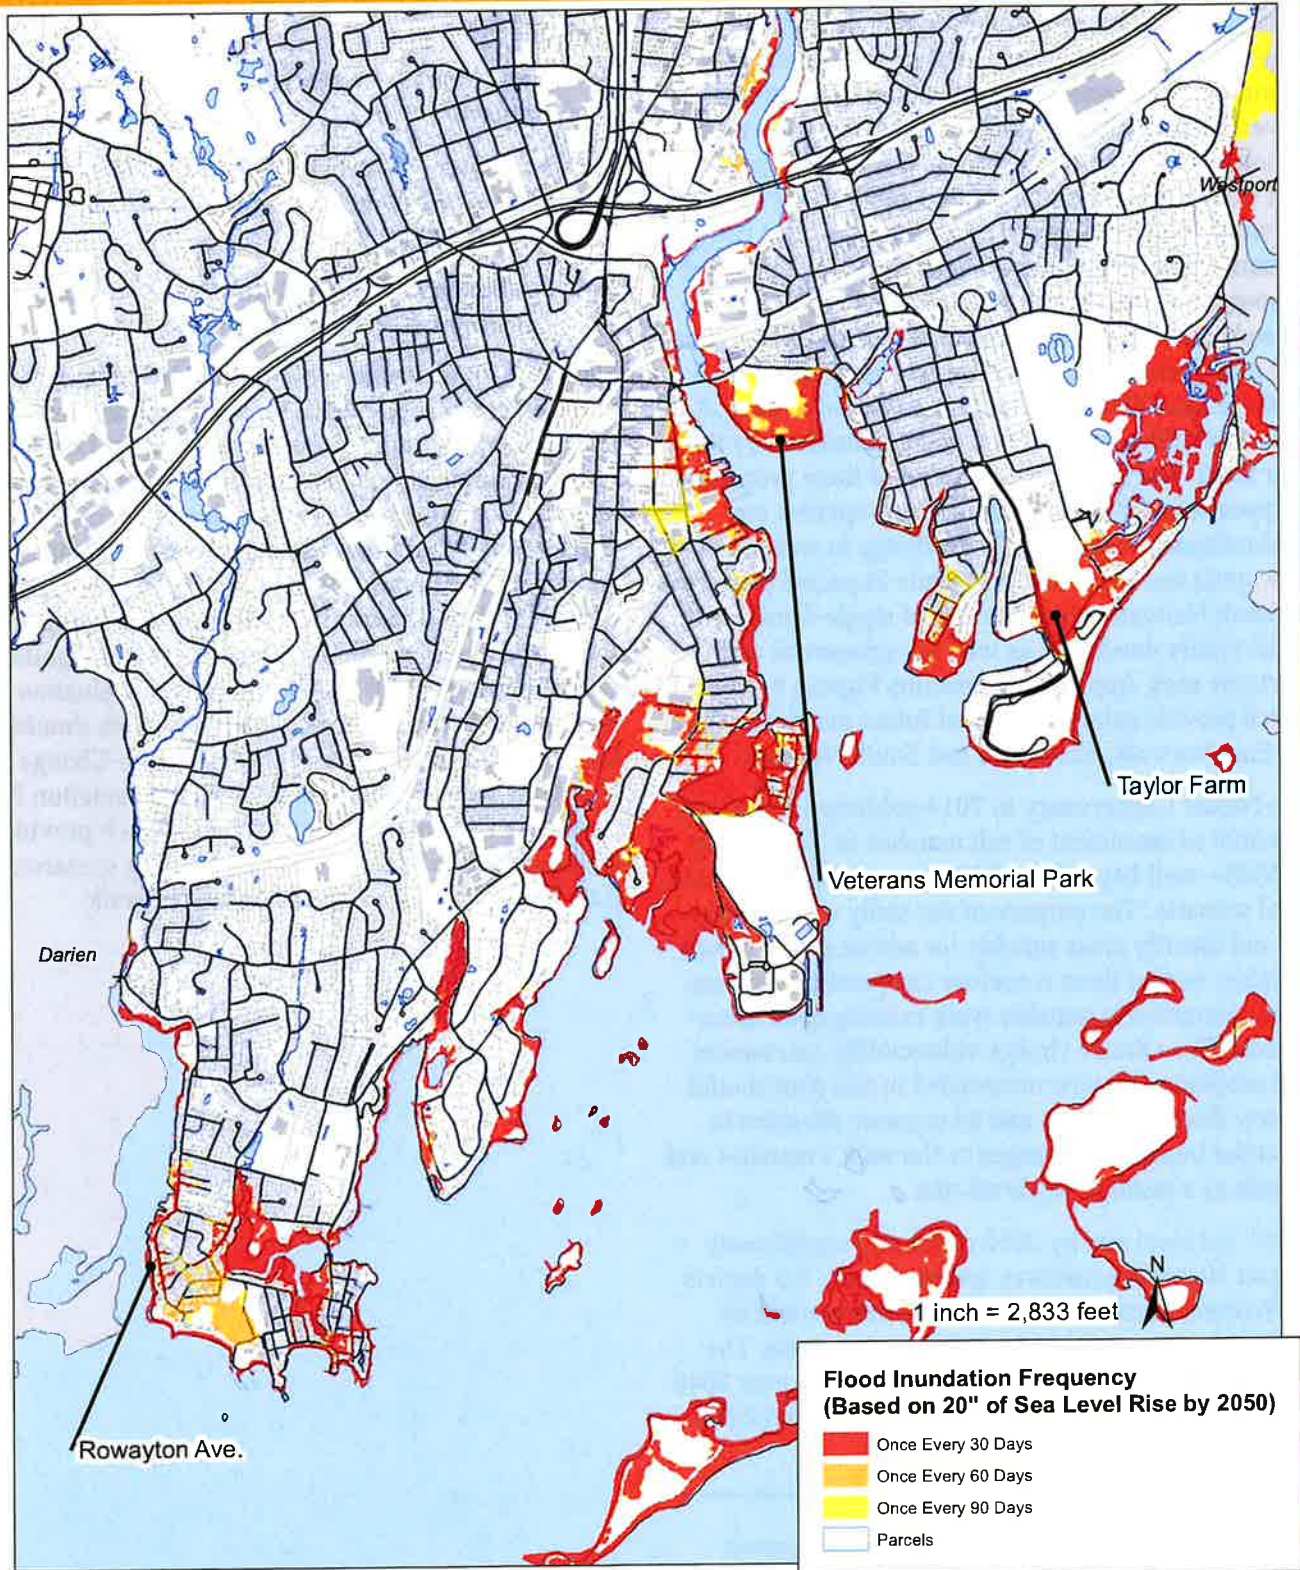 Westport
Taylor Farm
Veterans Memorial Park
Darien
N
1 inch = 2,833 feet
Rowayton Ave.
Flood Inundation Frequency
(Based on 20" of Sea Level Rise by 2050)
Once Every 30 Days
Once Every 60 Days
Once Every 90 Days
Parcels